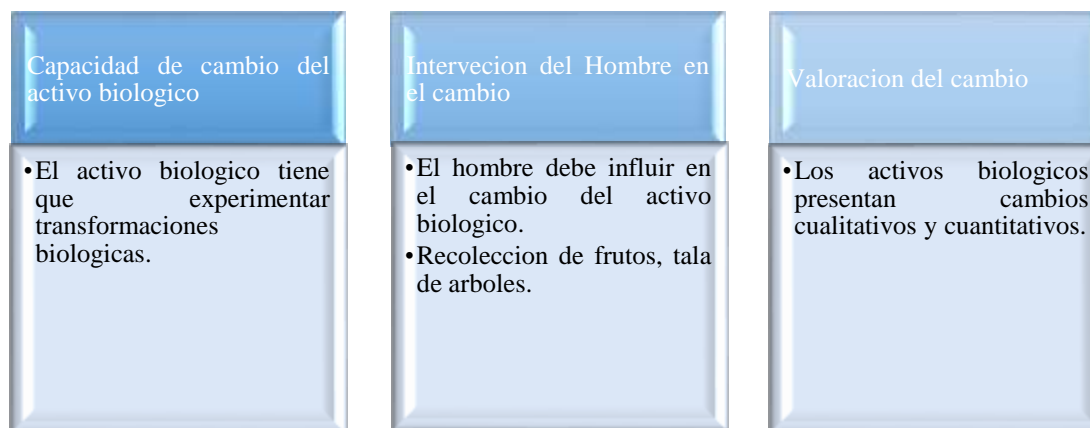 Capacidad de cambio del
activo biologico
•El activo biologico tiene
que experimentar
transformaciones
biologicas.
Intervecion del Hombre en
el cambio
•El hombre debe influir en
el cambio del activo
biologico.
•Recoleccion de frutos, tala
de arboles.
Valoracion del cambio
•Los activos biologicos
presentan cambios
cualitativos y cuantitativos.